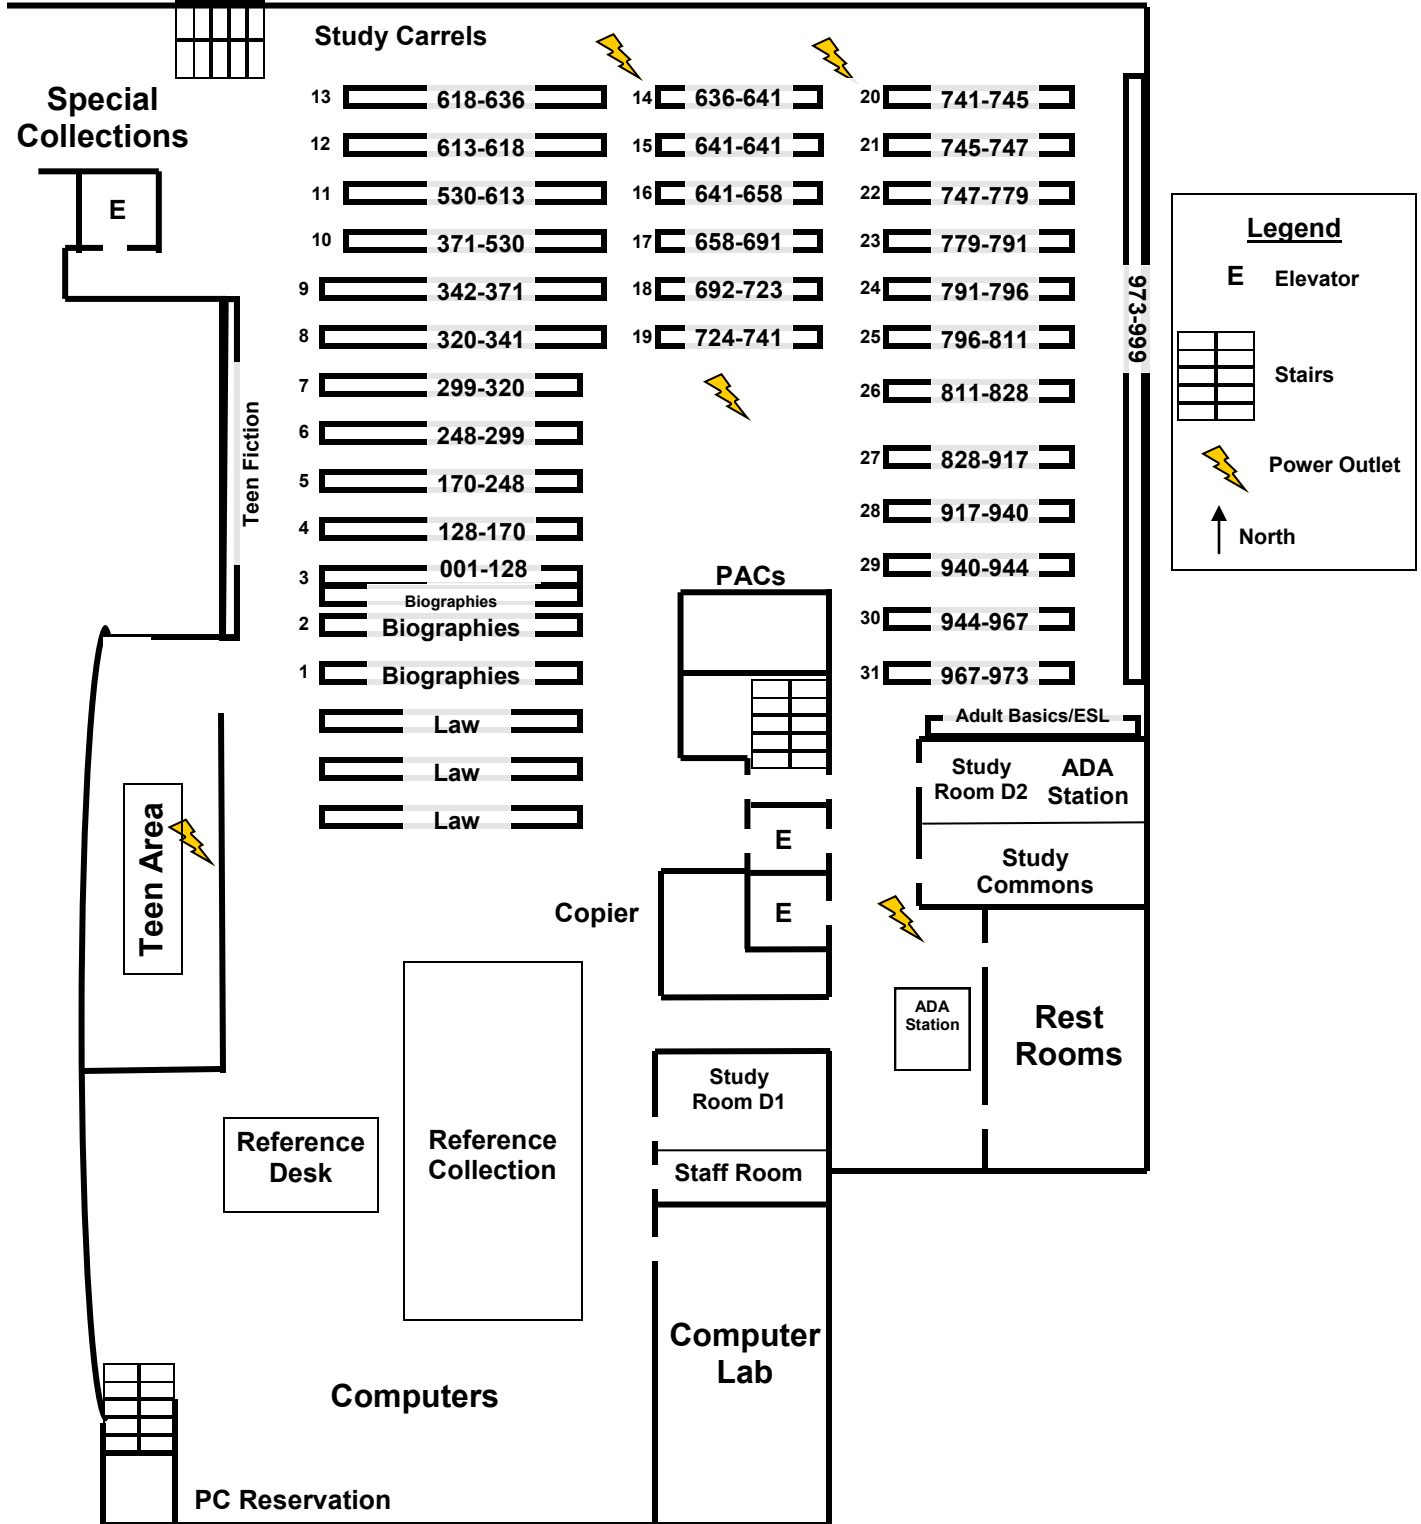 Study Carrels
Special
Collections
E
13 618-636
12 613-618
11 530-613
10 371-530
9 342-371
8 320-341
7 299-320
6 248-299
5 170-248
4 128-170
3 001-128
Biographies
2 Biographies
1 Biographies
Law
Law
Law
14 636-641
15 641-641
16 641-658
17 658-691
18 692-723
19 724-741
20 741-745
21 745-747
22 747-779
23 779-791
24 791-796
25 796-811
26 811-828
27 828-917
28 917-940
29 940-944
30 944-967
31 967-973
973-999
Legend
E Elevator
Stairs
Power Outlet
North
Teen Fiction
PACs
Adult Basics/ESL
Study
Room D2
ADA
Station
Study
Commons
E
E
Teen Area
Copier
ADA
Station
Rest
Rooms
Study
Room D1
Staff Room
Reference
Desk
Reference
Collection
Computer
Lab
Computers
PC Reservation